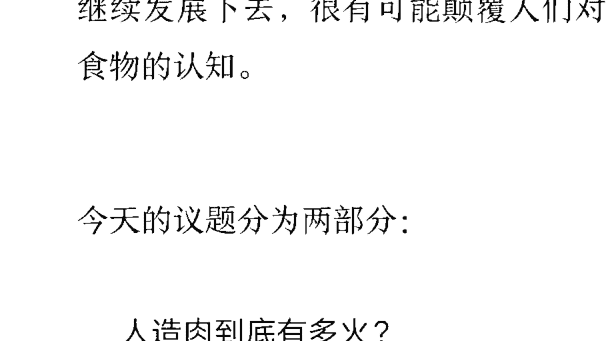 继续发展下去，很有可能颠覆人们对
食物的认知。
今天的议题分为两部分：
人造肉到底有多火？